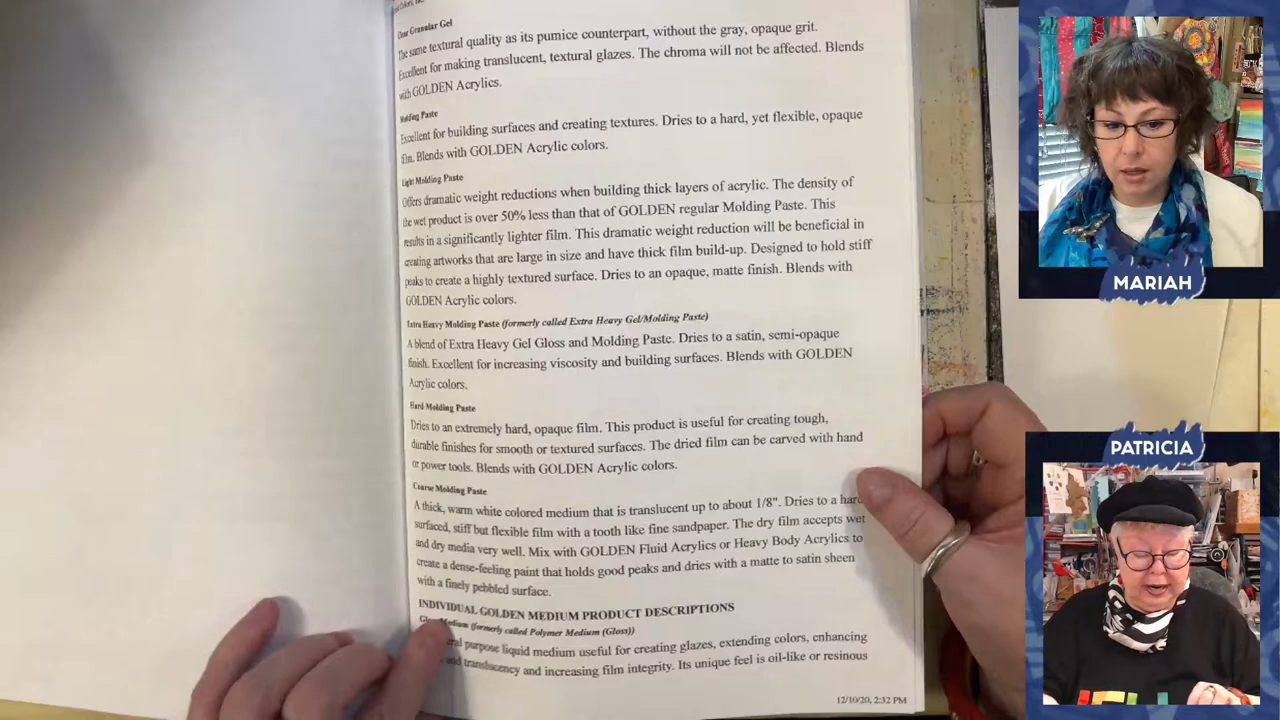 Clear Granular Gel
The same textural quality as its pumice counterpart, without the gray, opaque grit.
Excellent for making translucent, textural glazes. The chroma will not be affected. Blends
with GOLDEN Acrylics.
Molding Paste
Excellent for building surfaces and creating textures. Dries to a hard, yet flexible, opaque
film. Blends with GOLDEN Acrylic colors.
Light Molding Paste
Offers dramatic weight reductions when building thick layers of acrylic. The density of
the wet product is over 50% less than that of GOLDEN regular Molding Paste. This
results in a significantly lighter film. This dramatic weight reduction will be beneficial in
creating artworks that are large in size and have thick film build-up. Designed to hold stiff
peaks to create a highly textured surface. Dries to an opaque, matte finish. Blends with
GOLDEN Acrylic colors.
Extra Heavy Molding Paste (formerly called Extra Heavy Gel/Molding Paste)
A blend of Extra Heavy Gel Gloss and Molding Paste. Dries to a satin, semi-opaque
finish. Excellent for increasing viscosity and building surfaces. Blends with GOLDEN
Acrylic colors.
Hard Molding Paste
Dries to an extremely hard, opaque film. This product is useful for creating tough,
durable finishes for smooth or textured surfaces. The dried film can be carved with hand
or power tools. Blends with GOLDEN Acrylic colors.
Coarse Molding Paste
A thick, warm white colored medium that is translucent up to about 1/8". Dries to a hard
surfaced, stiff but flexible film with a tooth like fine sandpaper. The dry film accepts wet
and dry media very well. Mix with GOLDEN Fluid Acrylics or Heavy Body Acrylics to
create a dense-feeling paint that holds good peaks and dries with a matte to satin sheen
with a finely pebbled surface.
INDIVIDUAL GOLDEN MEDIUM PRODUCT DESCRIPTIONS
Medium (formerly called Polymer Medium (Gloss))
purpose liquid medium useful for creating glazes, extending colors, enhancing
and translucency and increasing film integrity. Its unique feel is oil-like or resinous
12/10/20, 2:32 PM
MARIAH
PATRICIA